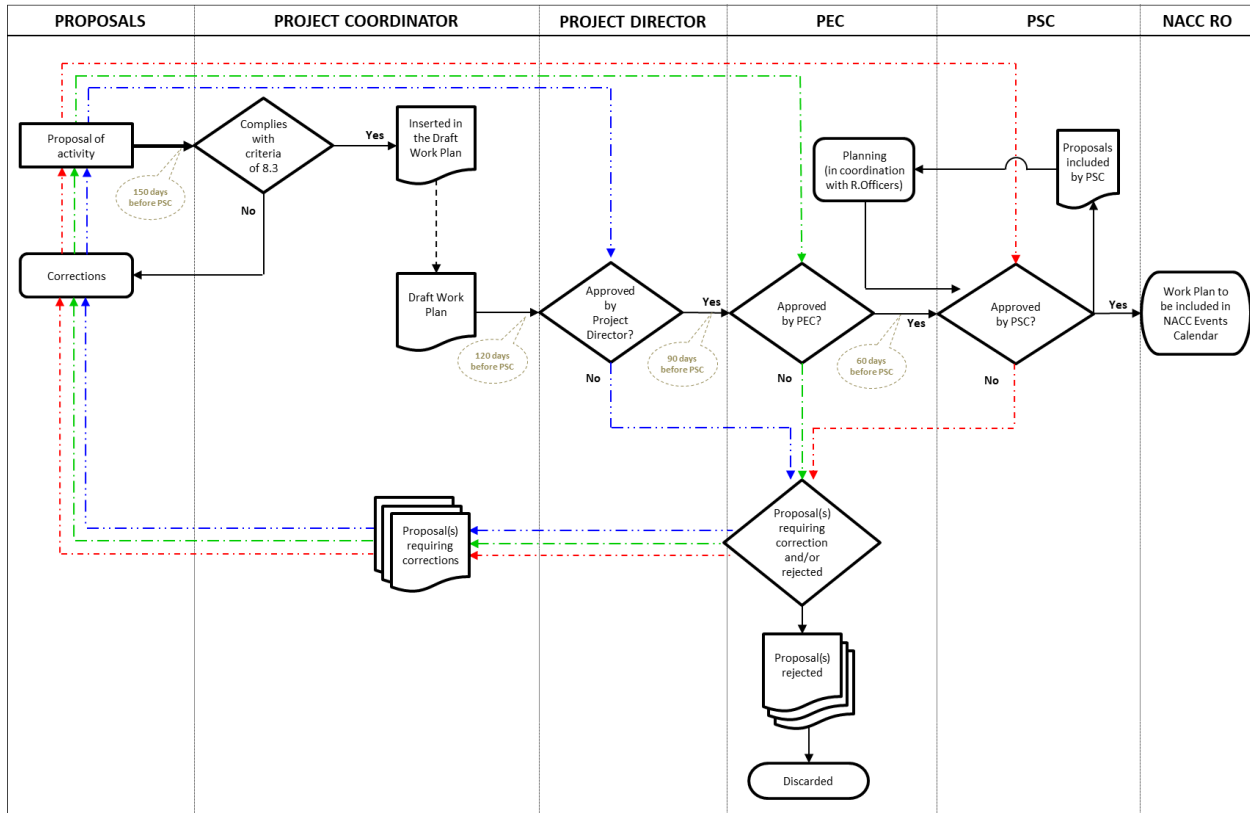 PROPOSALS
PROJECT COORDINATOR
PROJECT DIRECTOR
PEC
PSC
NACC RO
Proposal of
activity
150 days
before PSC
Complies
with
criteria
of 8.3
Yes
No
Inserted in
the Draft
Work Plan
Planning
(in coordination
with R.Officers)
Proposals
included
by PSC
Corrections
Draft Work
Plan
120 days
before PSC
Approved
by
Project
Director?
Yes
No
90 days
before PSC
Approved
by PEC?
Yes
No
60 days
before PSC
Approved
by PSC?
Yes
No
Work Plan to
be included in
NACC Events
Calendar
Proposal(s)
requiring
corrections
Proposal(s)
requiring
correction
and/or
rejected
Proposal(s)
rejected
Discarded